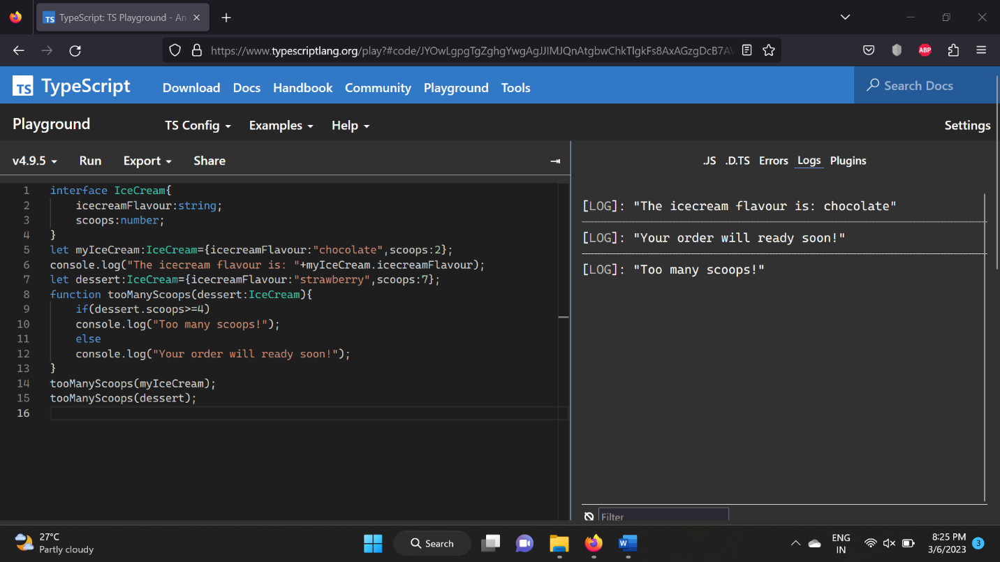 TS TypeScript: TS Playground - An
https://www.typescriptlang.org/play?#code/
ABP
TS TypeScript Download Docs Handbook Community Playground Tools Search Docs
Playground TS Config Examples Help Settings
v4.9.5 Run Export Share
.JS .D.TS Errors Logs Plugins
1 interface IceCream{
2 icecreamFlavour:string;
3 scoops:number;
4 }
5 let myIceCream:IceCream={icecreamFlavour:"chocolate",scoops:2};
6 console.log("The icecream flavour is: "+myIceCream.icecreamFlavour);
7 let dessert:IceCream={icecreamFlavour:"strawberry",scoops:7};
8 function tooManyScoops(dessert:IceCream){
9 if(dessert.scoops>=4)
10 console.log("Too many scoops!");
11 else
12 console.log("Your order will ready soon!");
13 }
14 tooManyScoops(myIceCream);
15 tooManyScoops(dessert);
16
[LOG]: "The icecream flavour is: chocolate"
[LOG]: "Your order will ready soon!"
[LOG]: "Too many scoops!"
Filter
27°C
Partly cloudy
Search
W
ENG
IN
8:25 PM
3/6/2023
3